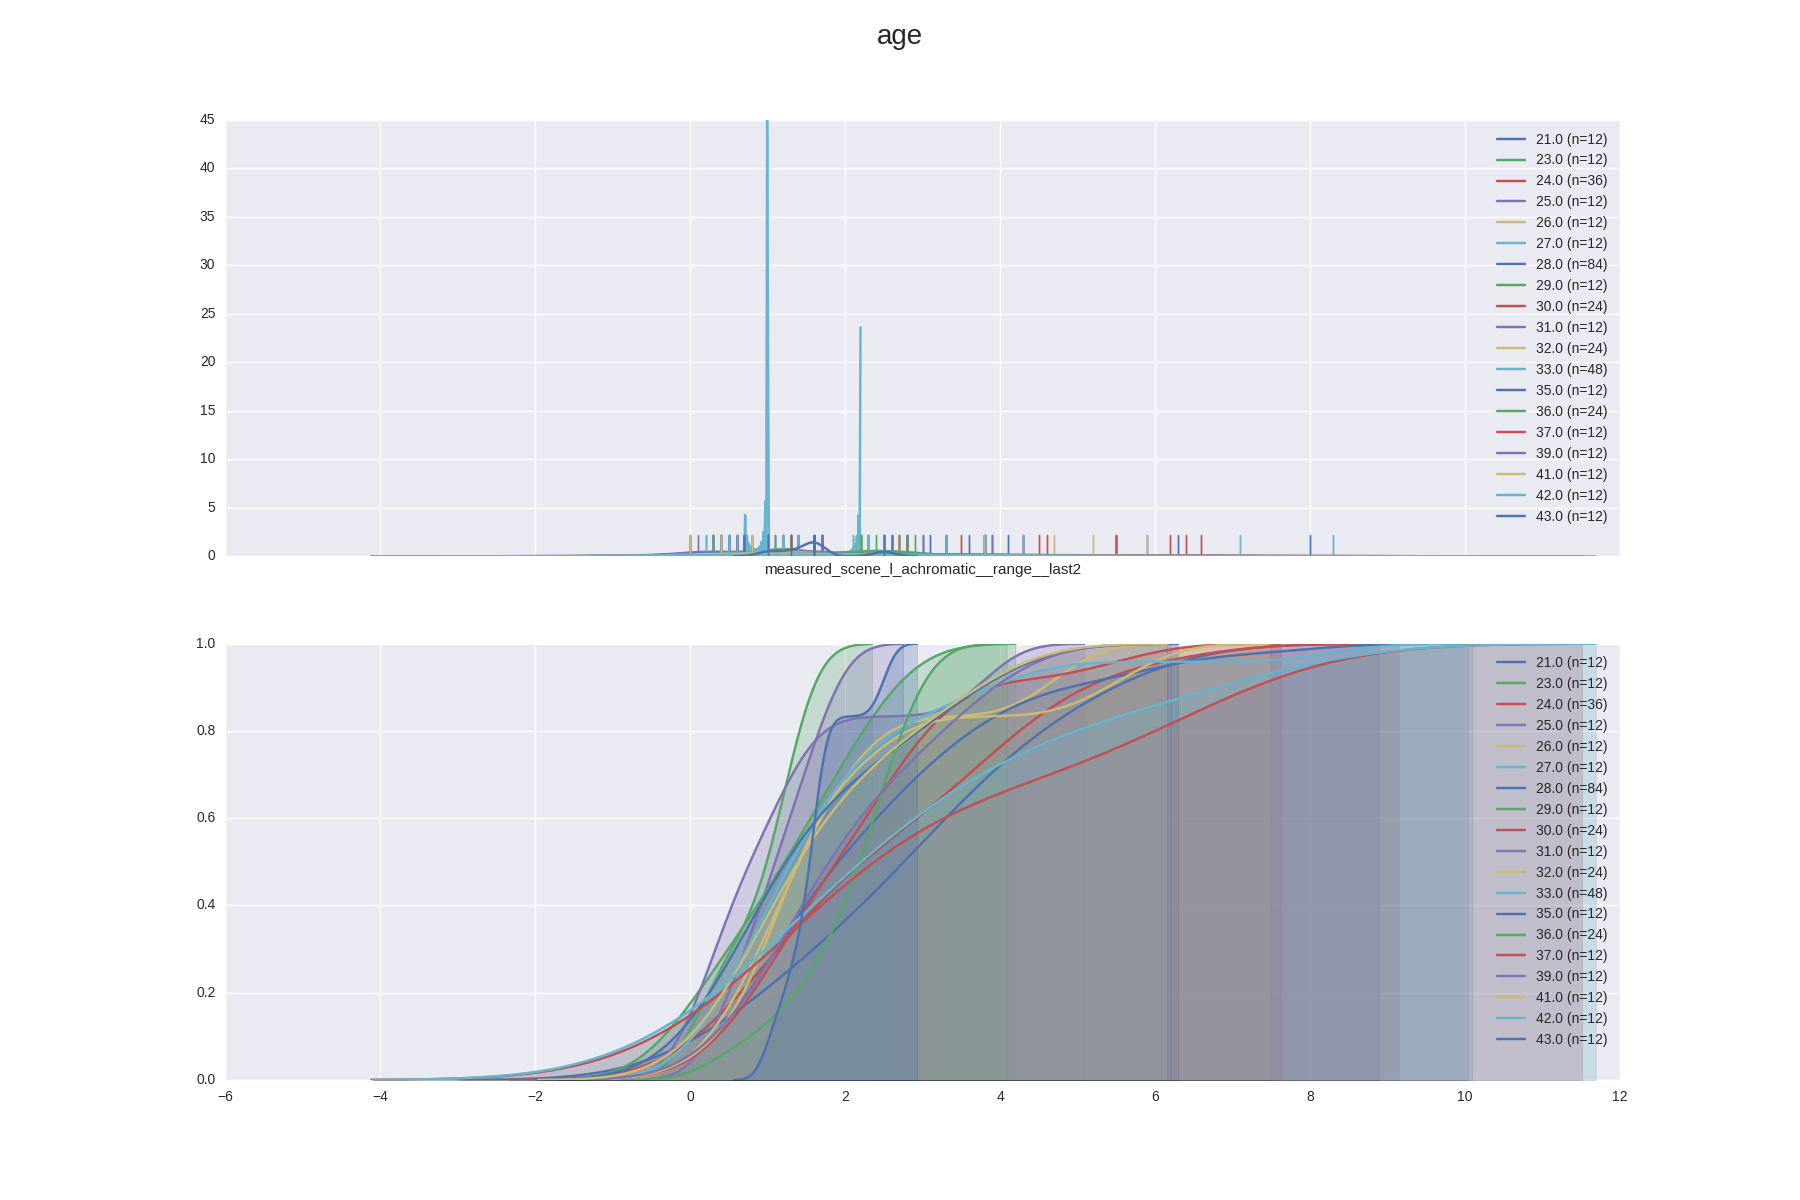 age
45
40
35
30
25
20
15
10
5
0
21.0 (n=12)
23.0 (n=12)
24.0 (n=36)
25.0 (n=12)
26.0 (n=12)
27.0 (n=12)
28.0 (n=84)
29.0 (n=12)
30.0 (n=24)
31.0 (n=12)
32.0 (n=24)
33.0 (n=48)
35.0 (n=12)
36.0 (n=24)
37.0 (n=12)
39.0 (n=12)
41.0 (n=12)
42.0 (n=12)
43.0 (n=12)
measured_scene_l_achromatic__range__last2
1.0
0.8
0.6
0.4
0.2
0.0
21.0 (n=12)
23.0 (n=12)
24.0 (n=36)
25.0 (n=12)
26.0 (n=12)
27.0 (n=12)
28.0 (n=84)
29.0 (n=12)
30.0 (n=24)
31.0 (n=12)
32.0 (n=24)
33.0 (n=48)
35.0 (n=12)
36.0 (n=24)
37.0 (n=12)
39.0 (n=12)
41.0 (n=12)
42.0 (n=12)
43.0 (n=12)
−6 −4 −2 0 2 4 6 8 10 12